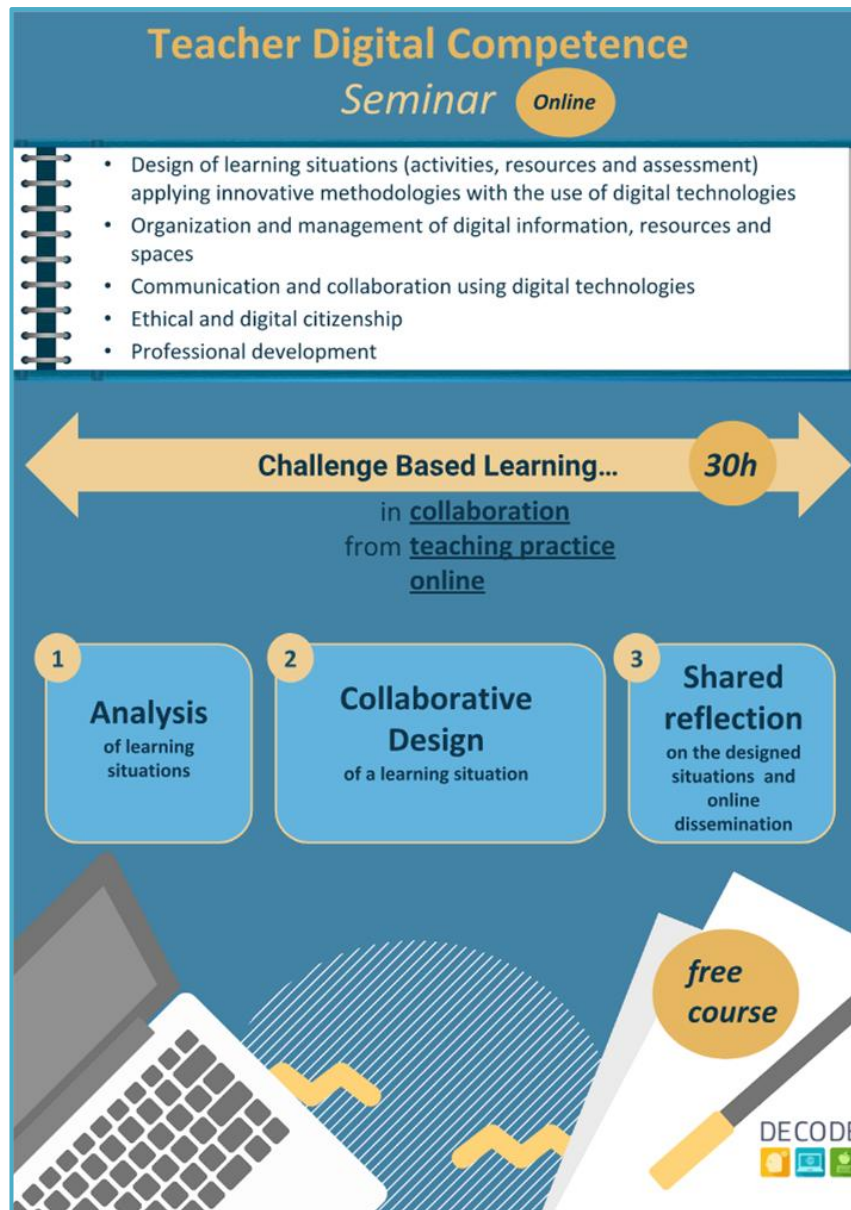 Teacher Digital Competence
Seminar Online
• Design of learning situations (activities, resources and assessment)
applying innovative methodologies with the use of digital technologies
• Organization and management of digital information, resources and
spaces
• Communication and collaboration using digital technologies
• Ethical and digital citizenship
• Professional development
Challenge Based Learning...
30h
in collaboration
from teaching practice
online
1
Analysis
of learning
situations
2
Collaborative
Design
of a learning situation
3
Shared
reflection
on the designed
situations and
online
dissemination
free
course
DECODE